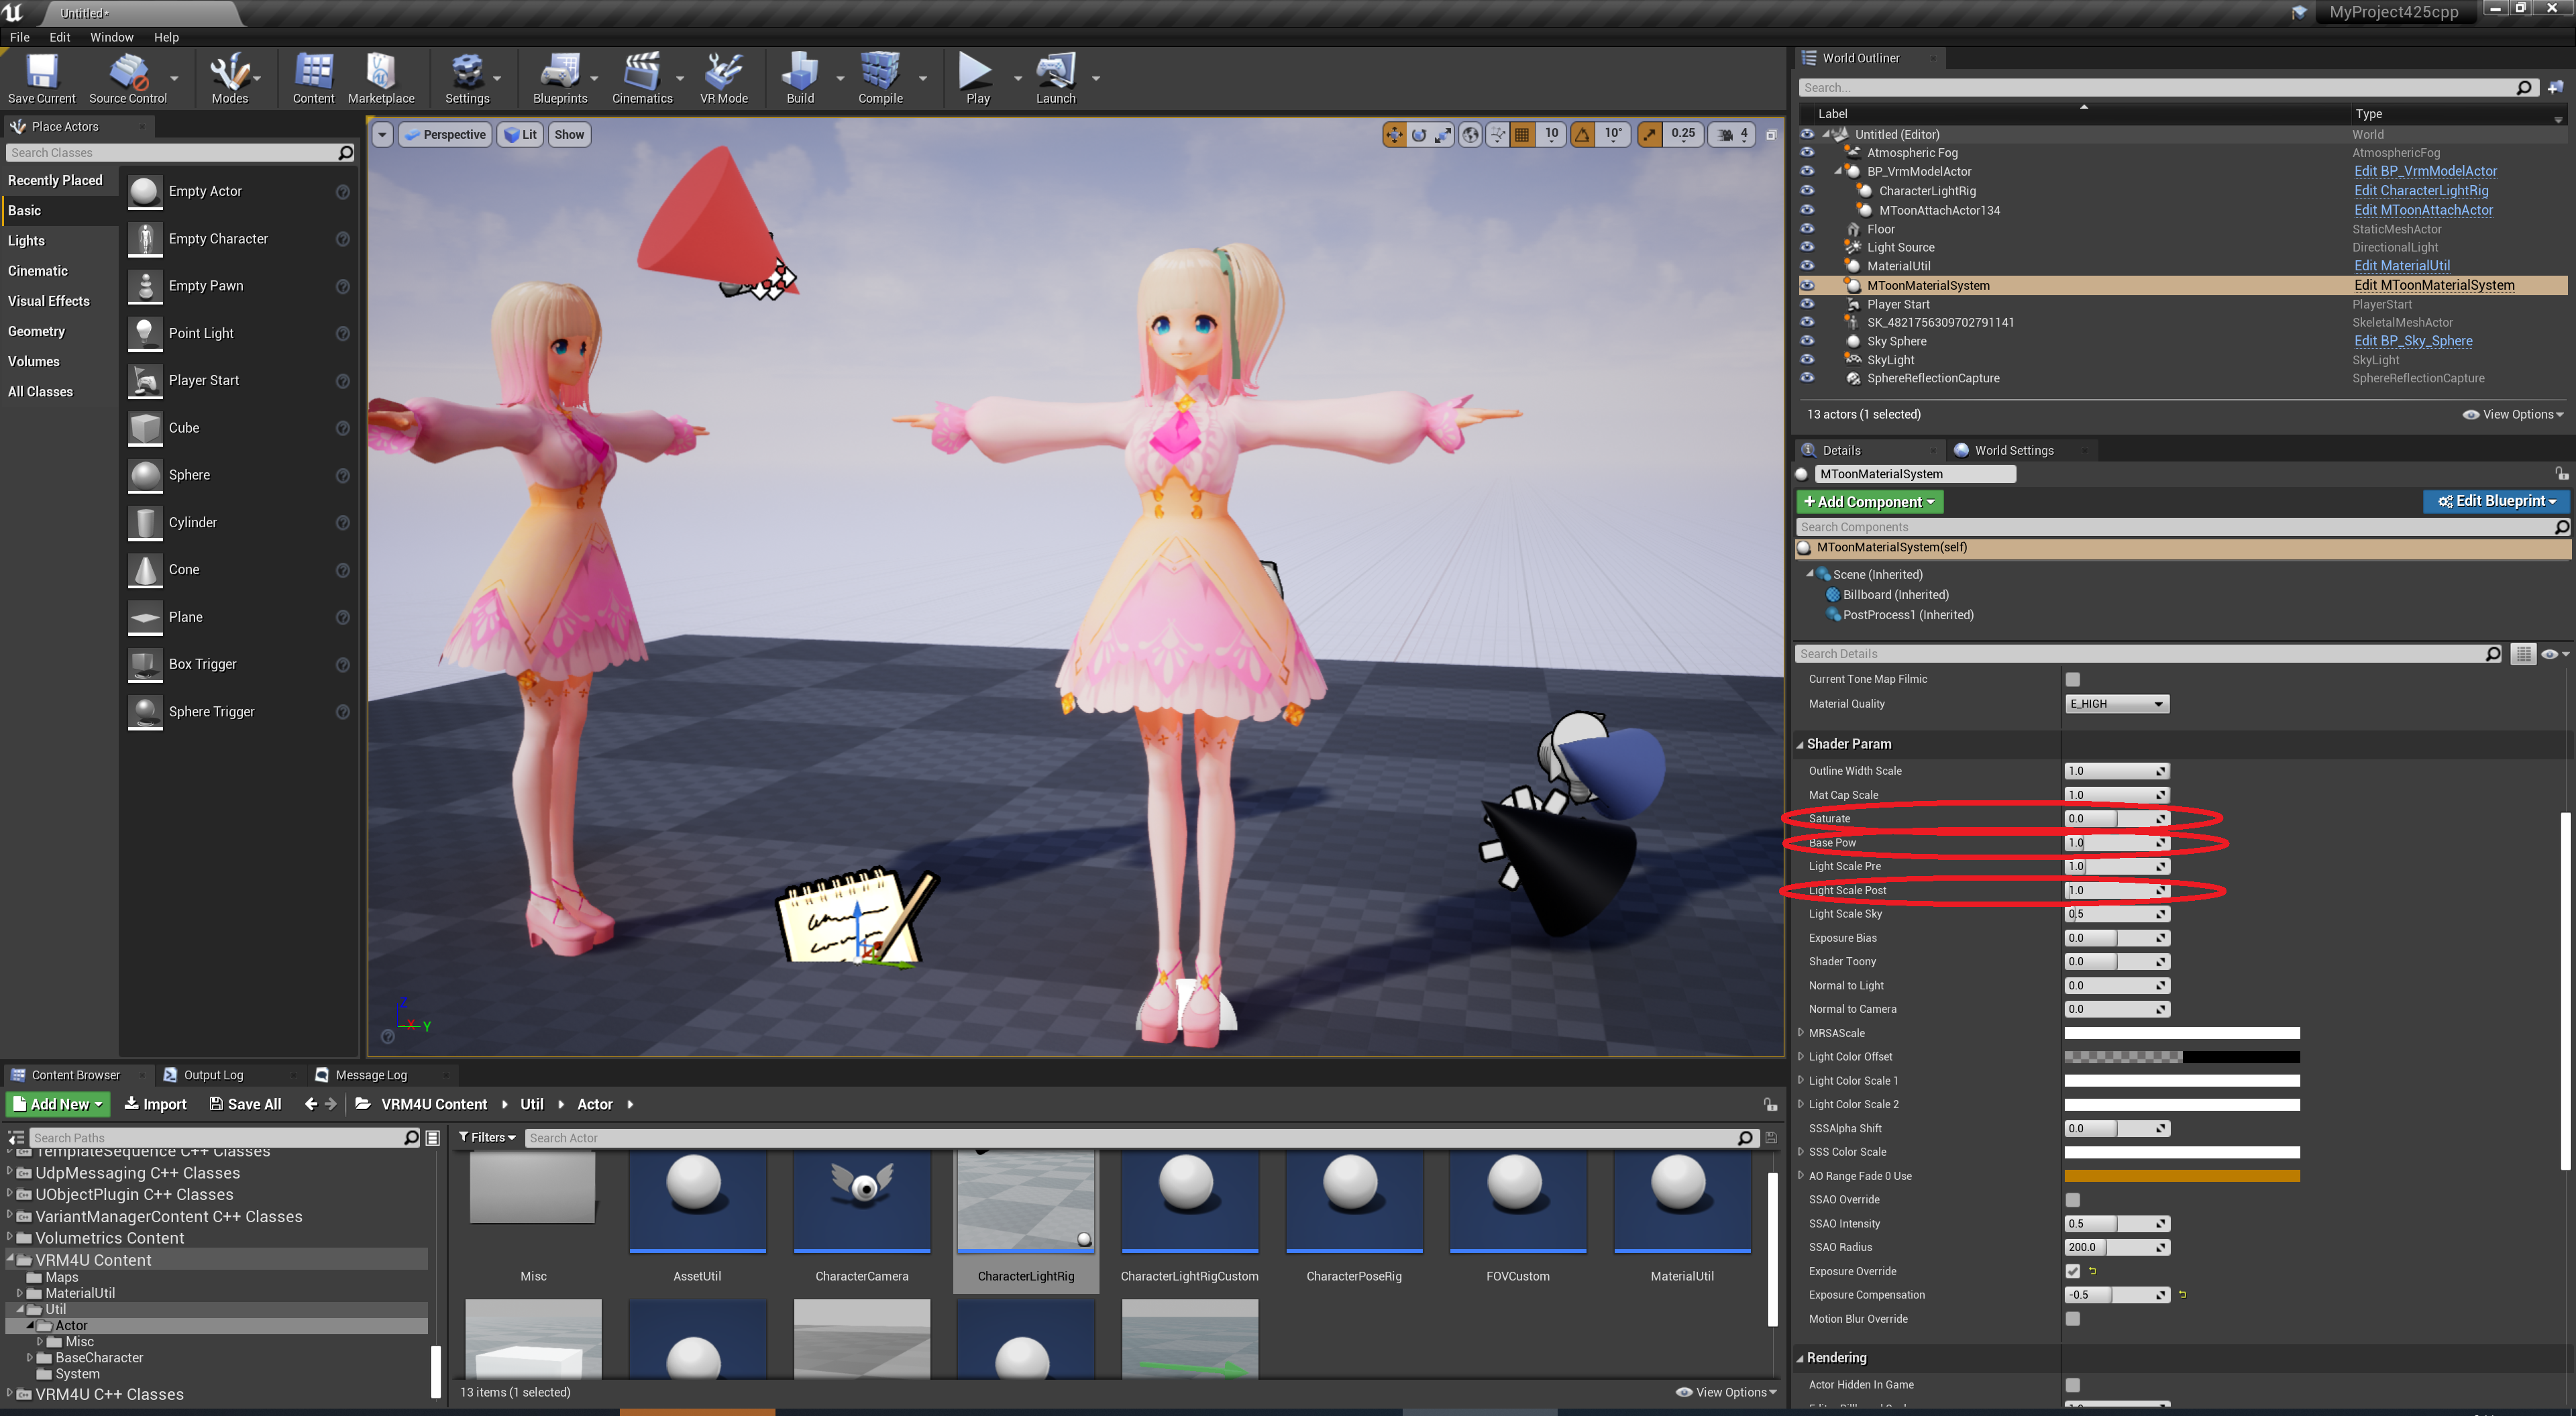 Untitled•
MyProject425cpp
File Edit Window Help
Save Current Source Control Modes Content Marketplace Settings Blueprints Cinematics VR Mode Build Compile Play Launch
Place Actors
Search Classes
Recently Placed
Basic
Lights
Cinematic
Visual Effects
Geometry
Volumes
All Classes
Empty Actor
Empty Character
Empty Pawn
Point Light
Player Start
Cube
Sphere
Cylinder
Cone
Plane
Box Trigger
Sphere Trigger
Perspective Lit Show
10 10° 0.25 4
Z
X Y
World Outliner
Search...
Label Type
Untitled (Editor) World
Atmospheric Fog AtmosphericFog
BP_VrmModelActor Edit BP_VrmModelActor
CharacterLightRig Edit CharacterLightRig
MToonAttachActor134 Edit MToonAttachActor
Floor StaticMeshActor
Light Source DirectionalLight
MaterialUtil Edit MaterialUtil
MToonMaterialSystem Edit MToonMaterialSystem
Player Start PlayerStart
SK_4821756309702791141 SkeletalMeshActor
Sky Sphere Edit BP_Sky_Sphere
SkyLight SkyLight
SphereReflectionCapture SphereReflectionCapture
13 actors (1 selected) View Options
Details World Settings
MToonMaterialSystem
+ Add Component Edit Blueprint
Search Components
MToonMaterialSystem(self)
Scene (Inherited)
Billboard (Inherited)
PostProcess1 (Inherited)
Search Details
Current Tone Map Filmic
Material Quality E_HIGH
Shader Param
Outline Width Scale 1.0
Mat Cap Scale 1.0
Saturate 0.0
Base Pow 1.0
Light Scale Pre 1.0
Light Scale Post 1.0
Light Scale Sky 0.5
Exposure Bias 0.0
Shader Toony 0.0
Normal to Light 0.0
Normal to Camera 0.0
MRSAScale
Light Color Offset
Light Color Scale 1
Light Color Scale 2
SSSAlpha Shift 0.0
SSS Color Scale
AO Range Fade 0 Use
SSAO Override
SSAO Intensity 0.5
SSAO Radius 200.0
Exposure Override
Exposure Compensation -0.5
Motion Blur Override
Rendering
Actor Hidden In Game
Content Browser Output Log Message Log
Add New Import Save All VRM4U Content Util Actor
Search Paths
Filters Search Actor
TemplateSequence C++ Classes
UdpMessaging C++ Classes
UObjectPlugin C++ Classes
VariantManagerContent C++ Classes
Volumetrics Content
VRM4U Content
Maps
MaterialUtil
Util
Actor
Misc
BaseCharacter
System
VRM4U C++ Classes
Misc AssetUtil CharacterCamera CharacterLightRig CharacterLightRigCustom CharacterPoseRig FOVCustom MaterialUtil
13 items (1 selected) View Options